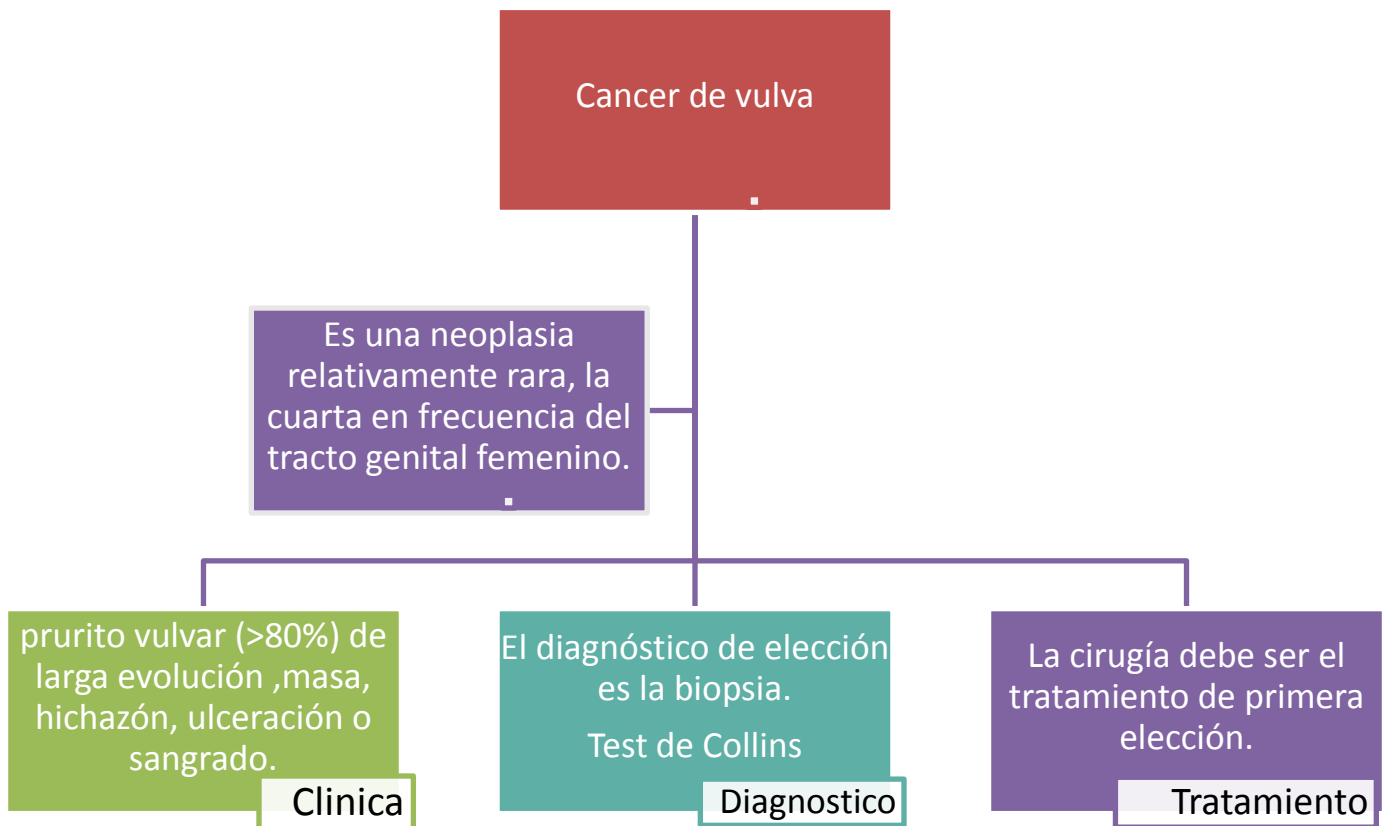 Cancer de vulva
.
Es una neoplasia
relativamente rara, la
cuarta en frecuencia del
tracto genital femenino.
.
prurito vulvar (>80%) de
larga evolución ,masa,
hichazón, ulceración o
sangrado.
Clinica
El diagnóstico de elección
es la biopsia.
Test de Collins
Diagnostico
La cirugía debe ser el
tratamiento de primera
elección.
Tratamiento